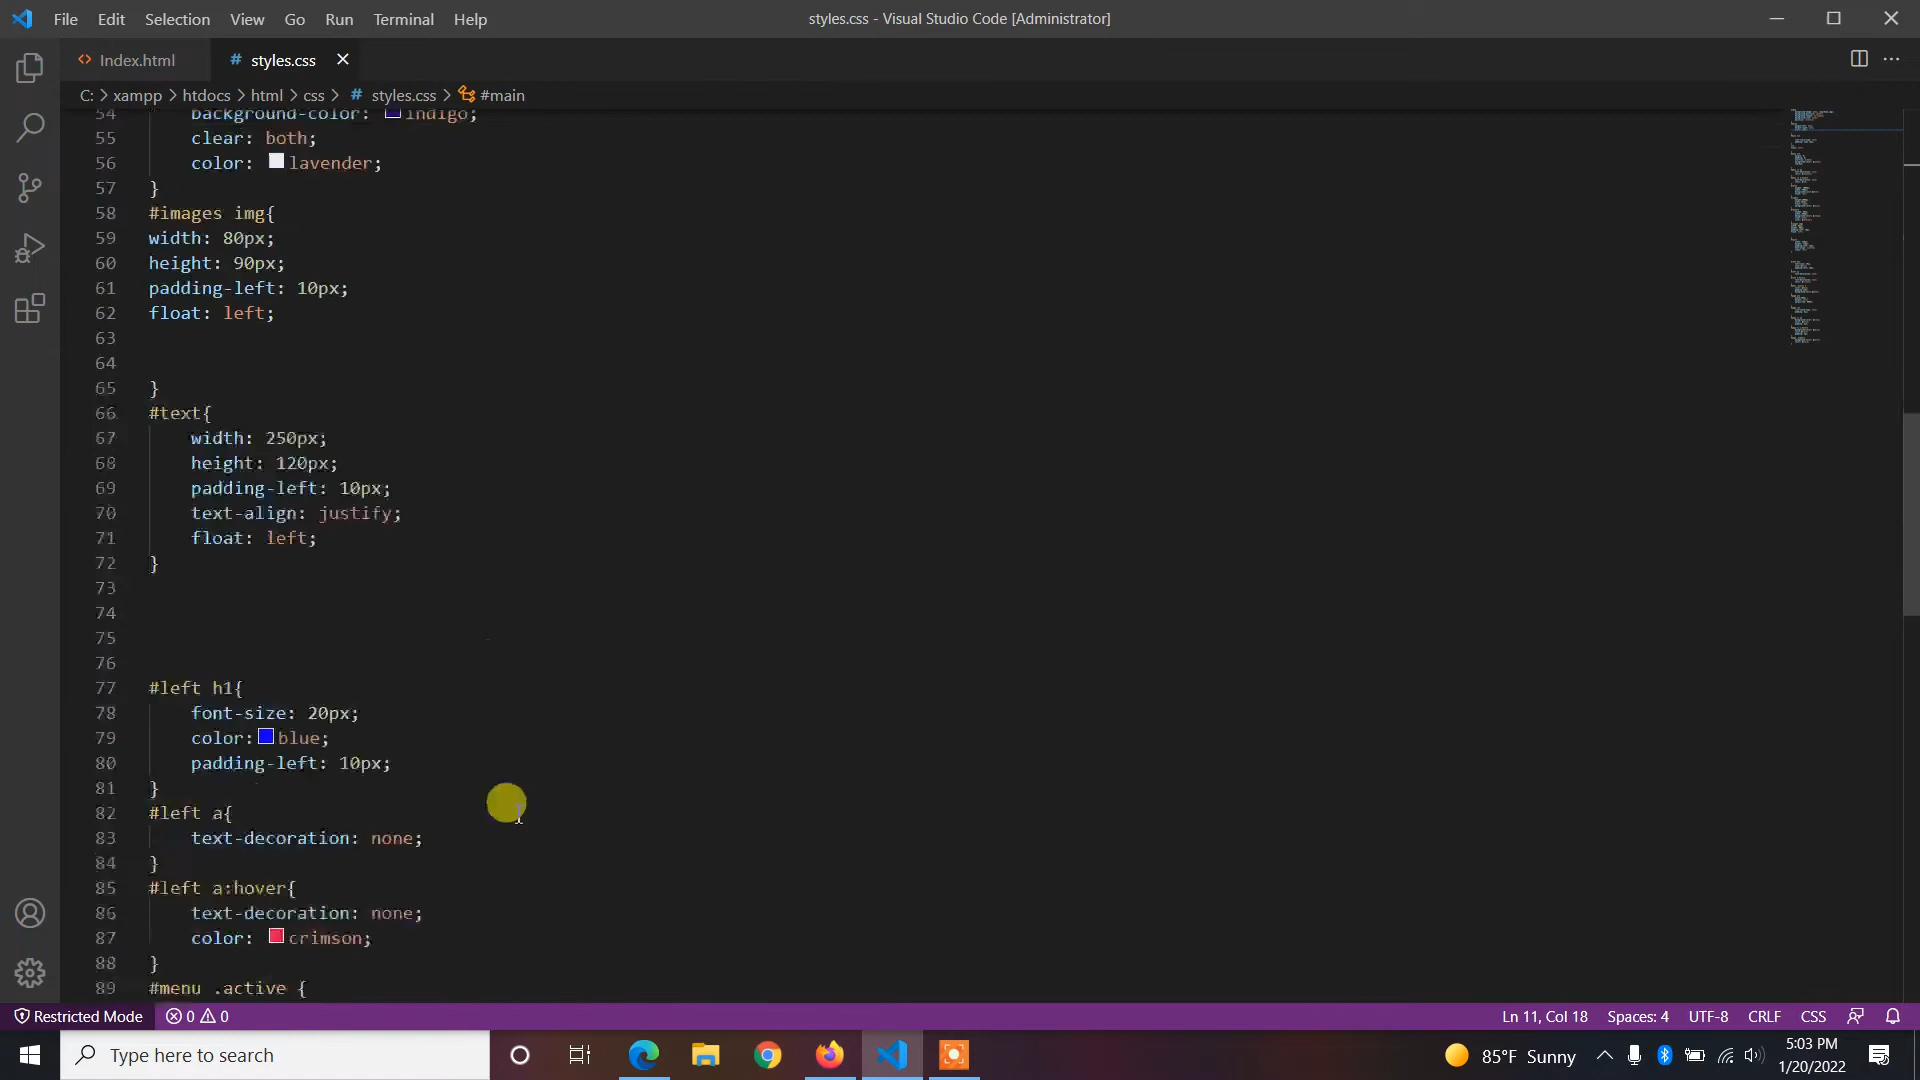 File Edit Selection View Go Run Terminal Help
styles.css - Visual Studio Code [Administrator]
<> Index.html
# styles.css ✕
C: > xampp > htdocs > html > css > # styles.css > #main
54 background-color: indigo;
55 clear: both;
56 color: lavender;
57 }
58 #images img{
59 width: 80px;
60 height: 90px;
61 padding-left: 10px;
62 float: left;
63
64
65 }
66 #text{
67 width: 250px;
68 height: 120px;
69 padding-left: 10px;
70 text-align: justify;
71 float: left;
72 }
73
74
75
76
77 #left h1{
78 font-size: 20px;
79 color: blue;
80 padding-left: 10px;
81 }
82 #left a{
83 text-decoration: none;
84 }
85 #left a:hover{
86 text-decoration: none;
87 color: crimson;
88 }
89 #menu .active {
Restricted Mode 0 0 Ln 11, Col 18 Spaces: 4 UTF-8 CRLF CSS
Type here to search
85°F Sunny
5:03 PM
1/20/2022